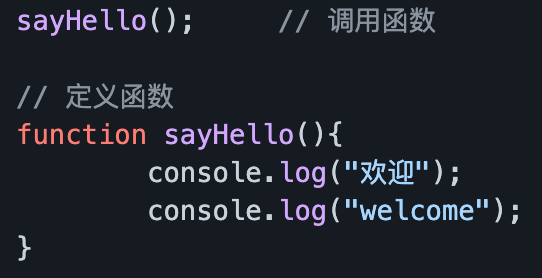 sayHello();     // 调用函数
// 定义函数
function sayHello(){
        console.log("欢迎");
        console.log("welcome");
}